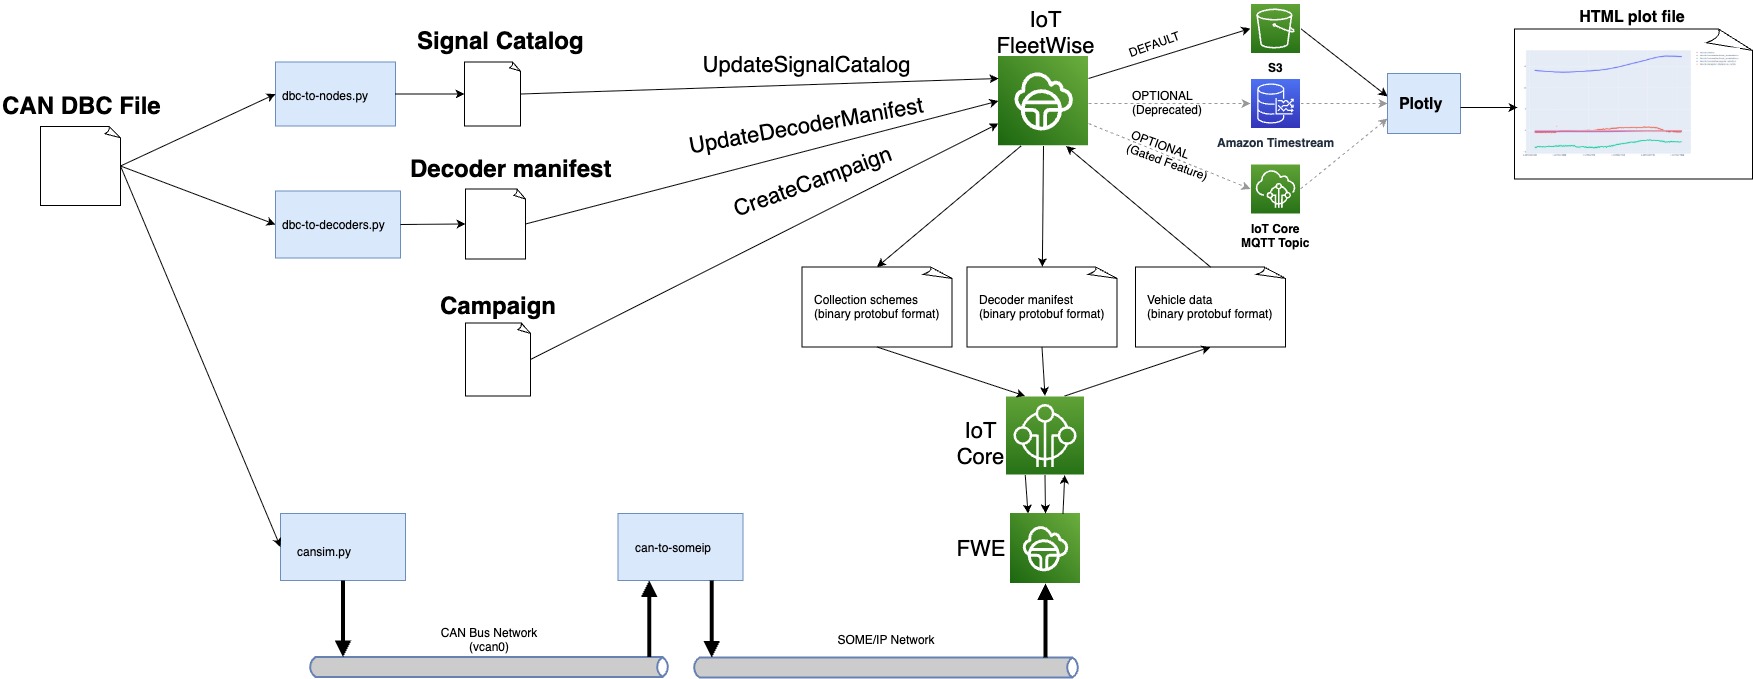 CAN DBC File
dbc-to-nodes.py
Signal Catalog
UpdateSignalCatalog
dbc-to-decoders.py
Decoder manifest
UpdateDecoderManifest
Campaign
CreateCampaign
IoT
FleetWise
DEFAULT
S3
OPTIONAL
(Deprecated)
Amazon Timestream
OPTIONAL
(Gated Feature)
IoT Core
MQTT Topic
Plotly
HTML plot file
Collection schemes
(binary protobuf format)
Decoder manifest
(binary protobuf format)
Vehicle data
(binary protobuf format)
IoT
Core
FWE
cansim.py
can-to-someip
CAN Bus Network
(vcan0)
SOME/IP Network